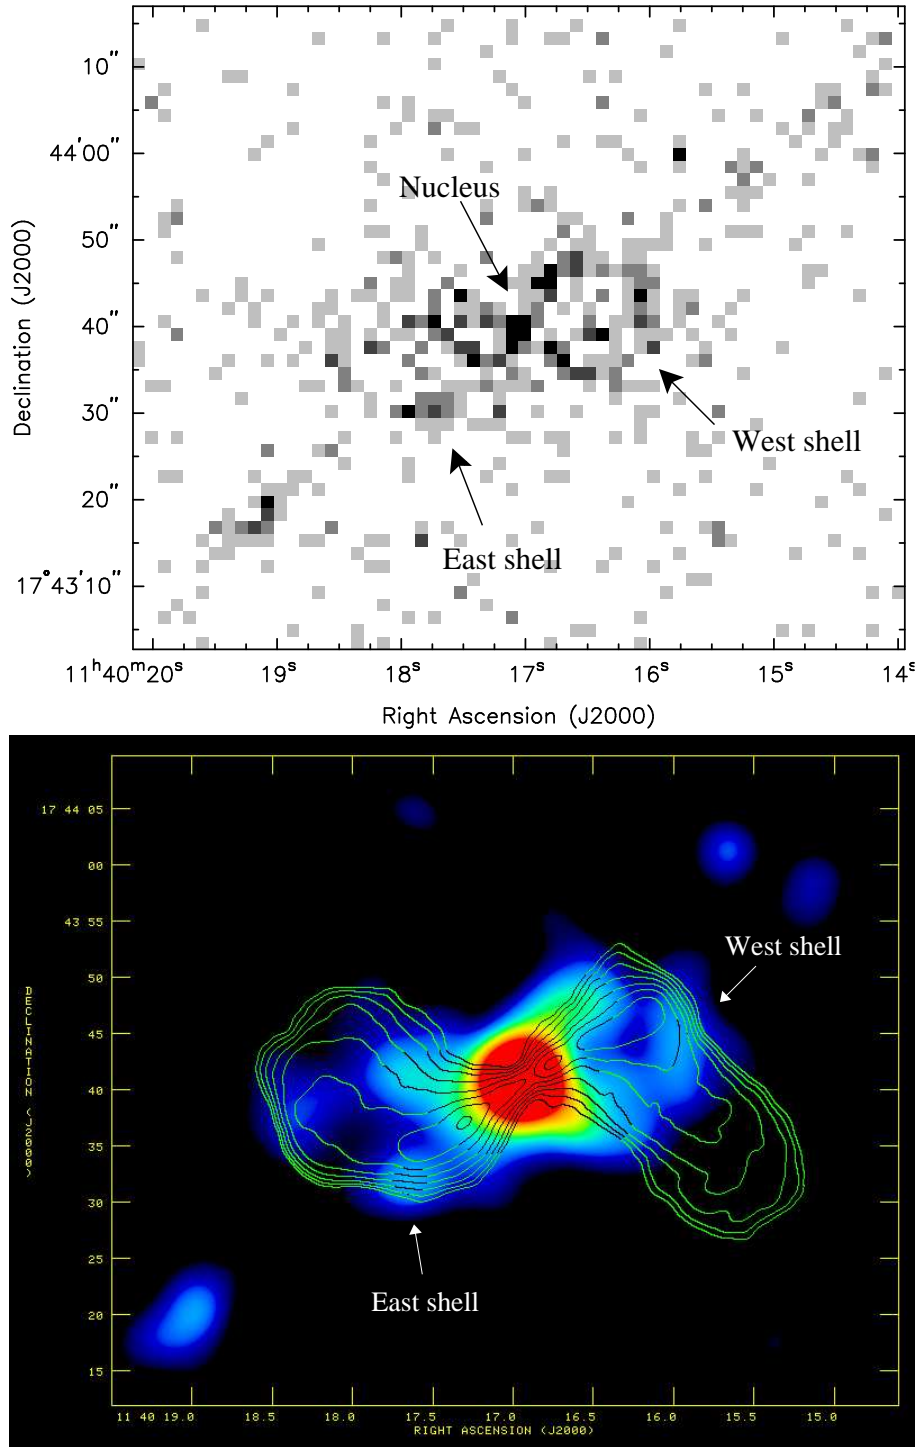 10"
44'00"
Nucleus
50"
Declination (J2000)
40"
30"
West shell
20"
East shell
17°43'10"
11ʰ40ᵐ20ˢ 19ˢ 18ˢ 17ˢ 16ˢ 15ˢ 14ˢ
Right Ascension (J2000)
17 44 05
00
43 55
West shell
50
DECLINATION (J2000)
45
40
35
30
25
East shell
20
15
11 40 19.0 18.5 18.0 17.5 17.0 16.5 16.0 15.5 15.0
RIGHT ASCENSION (J2000)